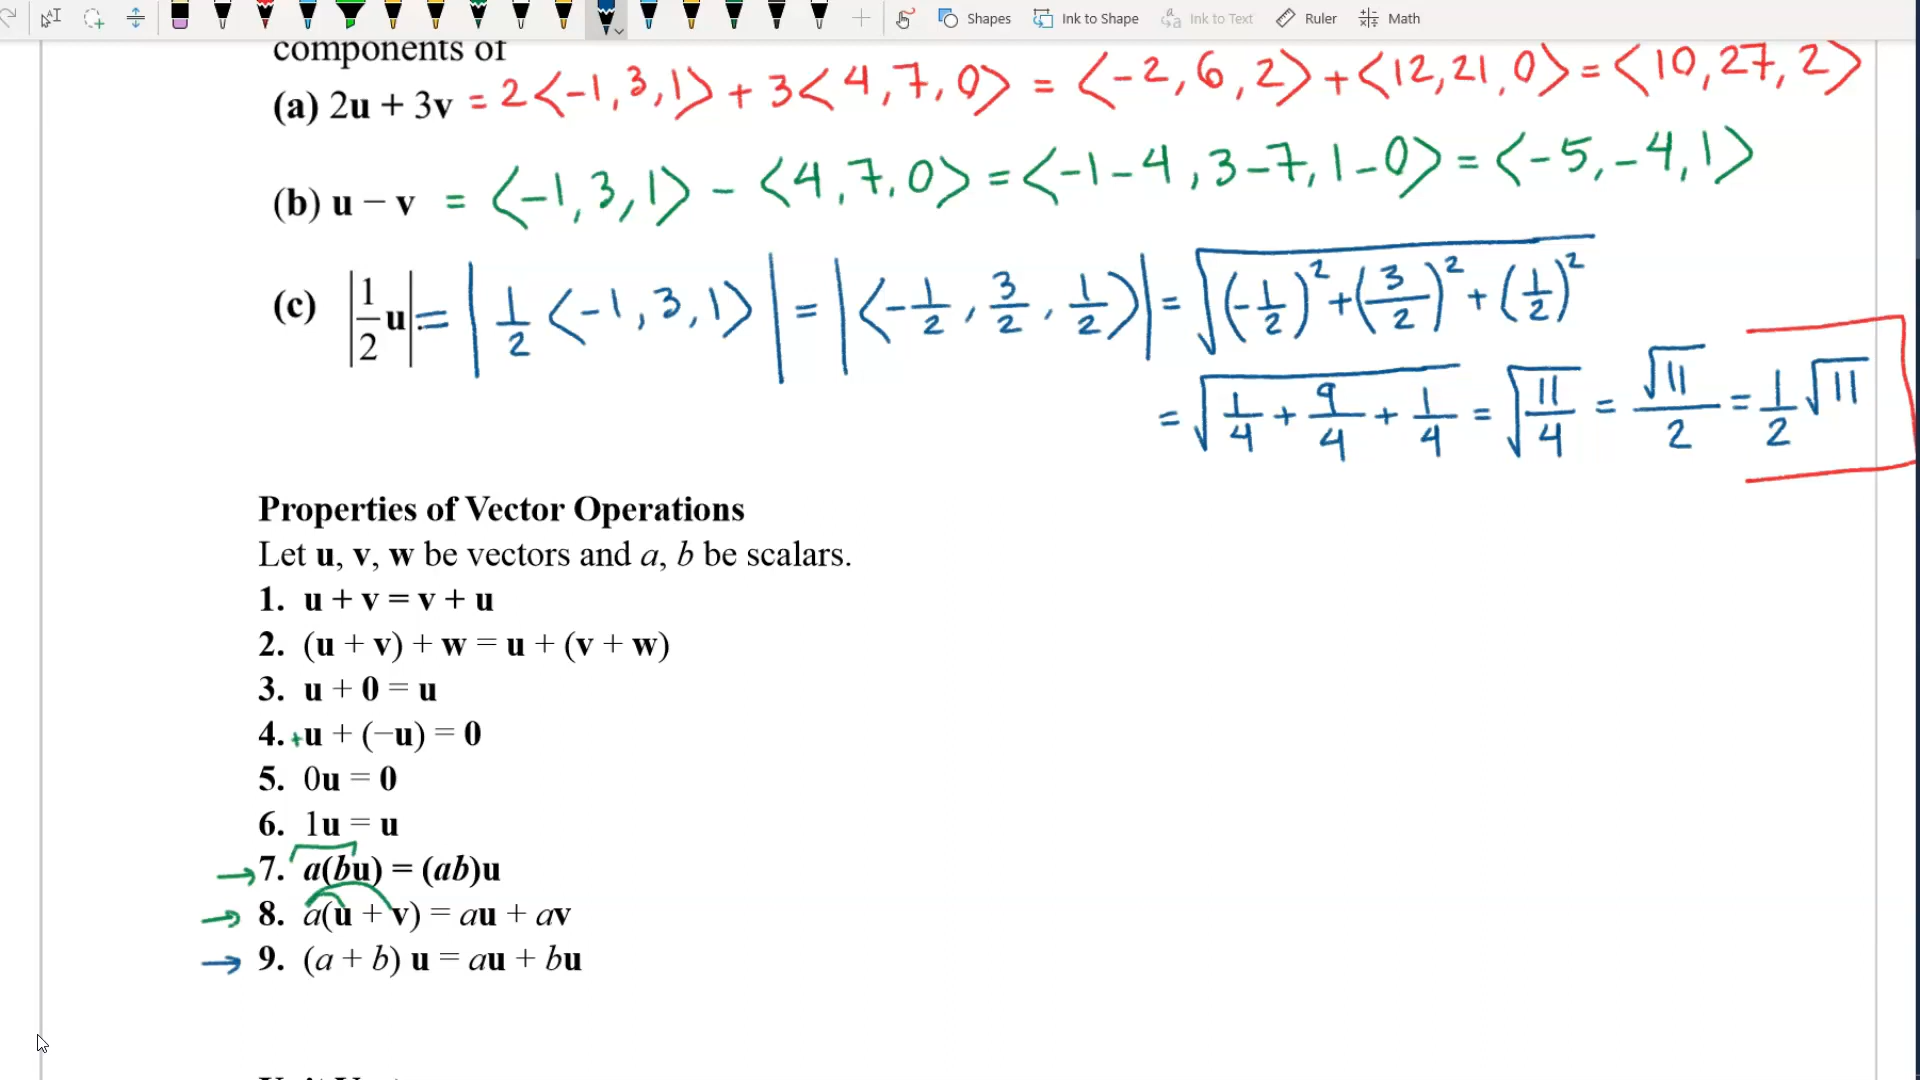 Shapes Ink to Shape Ink to Text Ruler Math
components of
(a) 2u + 3v = 2⟨-1, 3, 1⟩ + 3⟨4, 7, 0⟩ = ⟨-2, 6, 2⟩ + ⟨12, 21, 0⟩ = ⟨10, 27, 2⟩
(b) u − v = ⟨-1, 3, 1⟩ - ⟨4, 7, 0⟩ = ⟨-1-4, 3-7, 1-0⟩ = ⟨-5, -4, 1⟩
(c) |1/2 u| = |1/2 ⟨-1, 3, 1⟩| = |⟨-1/2, 3/2, 1/2⟩| = √((-1/2)² + (3/2)² + (1/2)²)
= √(1/4 + 9/4 + 1/4) = √(11/4) = √11/2 = 1/2 √11
Properties of Vector Operations
Let u, v, w be vectors and a, b be scalars.
1. u + v = v + u
2. (u + v) + w = u + (v + w)
3. u + 0 = u
4. +u + (−u) = 0
5. 0u = 0
6. 1u = u
→ 7. a(bu) = (ab)u
→ 8. a(u + v) = au + av
→ 9. (a + b) u = au + bu